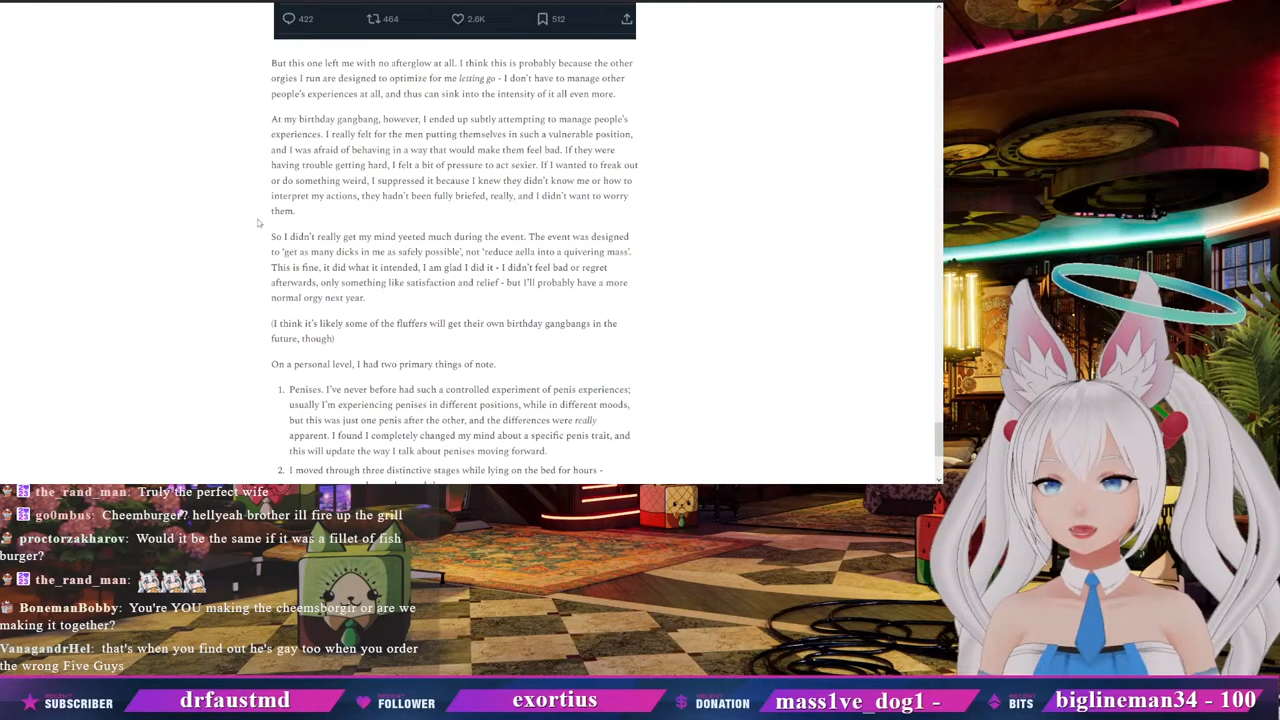 422 464 2.6K 512
But this one left me with no afterglow at all. I think this is probably because the other
orgies I run are designed to optimize for me letting go - I don't have to manage other
people's experiences at all, and thus can sink into the intensity of it all even more.
At my birthday gangbang, however, I ended up subtly attempting to manage people's
experiences. I really felt for the men putting themselves in such a vulnerable position,
and I was afraid of behaving in a way that would make them feel bad. If they were
having trouble getting hard, I felt a bit of pressure to act sexier. If I wanted to freak out
or do something weird, I suppressed it because I knew they didn't know me or how to
interpret my actions, they hadn't been fully briefed, really, and I didn't want to worry
them.
So I didn't really get my mind yeeted much during the event. The event was designed
to 'get as many dicks in me as safely possible', not 'reduce aella into a quivering mass'.
This is fine, it did what it intended, I am glad I did it - I didn't feel bad or regret
afterwards, only something like satisfaction and relief - but I'll probably have a more
normal orgy next year.
(I think it's likely some of the fluffers will get their own birthday gangbangs in the
future, though)
On a personal level, I had two primary things of note.
1. Penises. I've never before had such a controlled experiment of penis experiences;
usually I'm experiencing penises in different positions, while in different moods,
but this was just one penis after the other, and the differences were really
apparent. I found I completely changed my mind about a specific penis trait, and
this will update the way I talk about penises moving forward.
2. I moved through three distinctive stages while lying on the bed for hours -
the_rand_man: Truly the perfect wife
go0mbus: Cheemburger? hellyeah brother ill fire up the grill
proctorzakharov: Would it be the same if it was a fillet of fish
burger?
the_rand_man:
BonemanBobby: You're YOU making the cheemsborgir or are we
making it together?
VanagandrHel: that's when you find out he's gay too when you order
the wrong Five Guys
RECENT SUBSCRIBER drfaustmd RECENT FOLLOWER exortius RECENT DONATION mass1ve_dog1 - RECENT BITS biglineman34 - 100